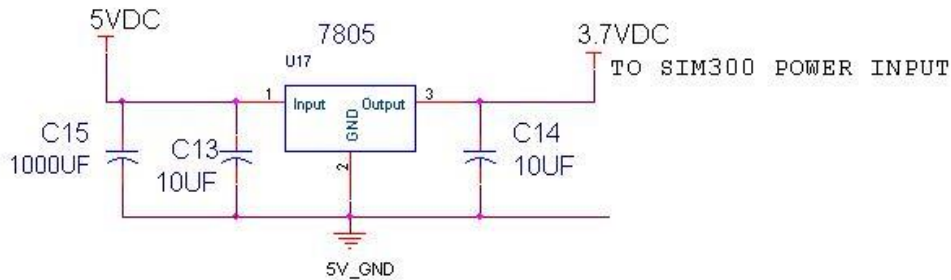 5VDC
7805
3.7VDC
U17
TO SIM300 POWER INPUT
1
Input
GND
Output
3
C15
1000UF
C13
10UF
C14
10UF
2
5V_GND